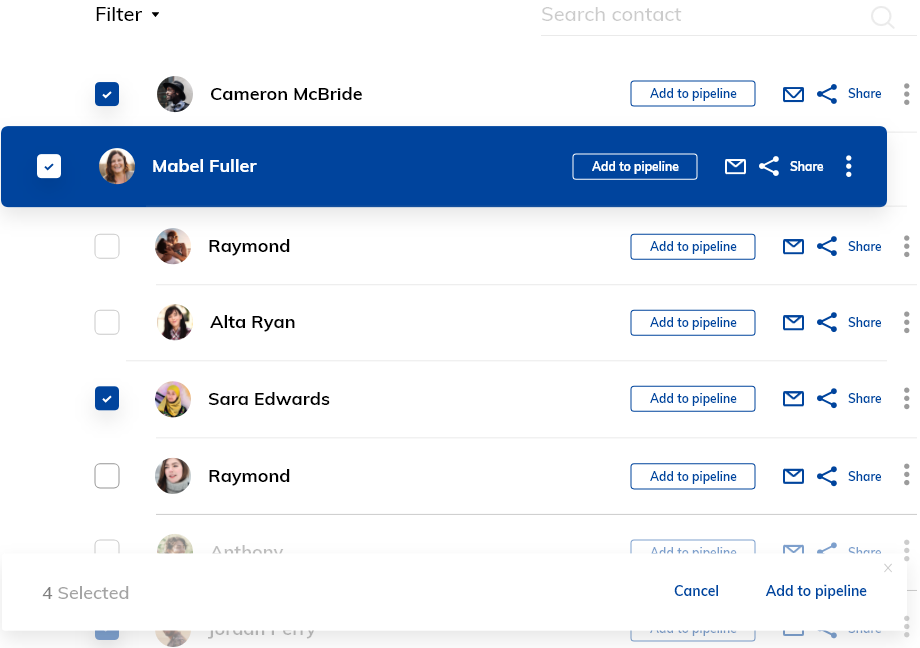 Filter Search contact
Cameron McBride Add to pipeline Share
Mabel Fuller Add to pipeline Share
Raymond Add to pipeline Share
Alta Ryan Add to pipeline Share
Sara Edwards Add to pipeline Share
Raymond Add to pipeline Share
Anthony Add to pipeline Share
4 Selected Cancel Add to pipeline
Jordan Perry Add to pipeline Share